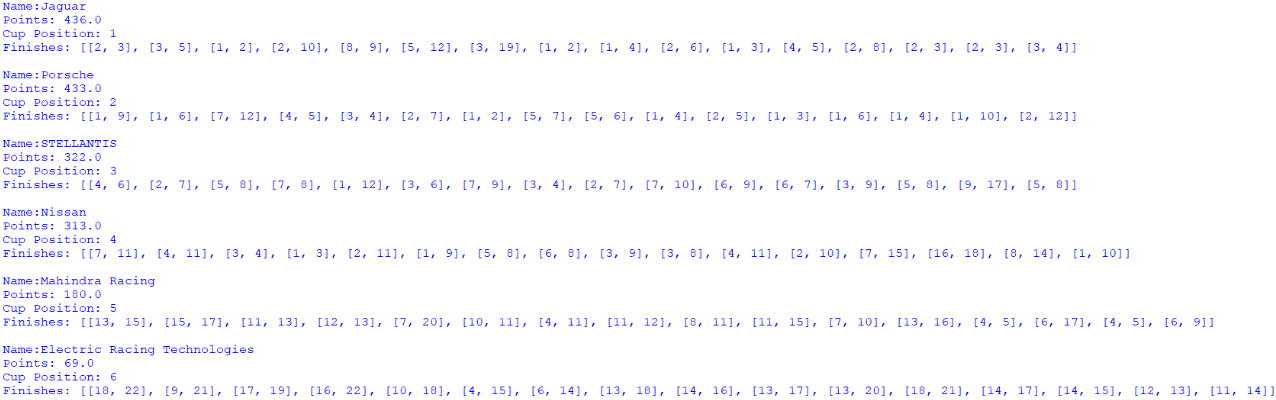 Name:Jaguar
Points: 436.0
Cup Position: 1
Finishes: [[2, 3], [3, 5], [1, 2], [2, 10], [8, 9], [5, 12], [3, 19], [1, 2], [1, 4], [2, 6], [1, 3], [4, 5], [2, 8], [2, 3], [2, 3], [3, 4]]
Name:Porsche
Points: 433.0
Cup Position: 2
Finishes: [[1, 9], [1, 6], [7, 12], [4, 5], [3, 4], [2, 7], [1, 2], [5, 7], [5, 6], [1, 4], [2, 5], [1, 3], [1, 6], [1, 4], [1, 10], [2, 12]]
Name:STELLANTIS
Points: 322.0
Cup Position: 3
Finishes: [[4, 6], [2, 7], [5, 8], [7, 8], [1, 12], [3, 6], [7, 9], [3, 4], [2, 7], [7, 10], [6, 9], [6, 7], [3, 9], [5, 8], [9, 17], [5, 8]]
Name:Nissan
Points: 313.0
Cup Position: 4
Finishes: [[7, 11], [4, 11], [3, 4], [1, 3], [2, 11], [1, 9], [5, 8], [6, 8], [3, 9], [3, 8], [4, 11], [2, 10], [7, 15], [16, 18], [8, 14], [1, 10]]
Name:Mahindra Racing
Points: 180.0
Cup Position: 5
Finishes: [[13, 15], [15, 17], [11, 13], [12, 13], [7, 20], [10, 11], [4, 11], [11, 12], [8, 11], [11, 15], [7, 10], [13, 16], [4, 5], [6, 17], [4, 5], [6, 9]]
Name:Electric Racing Technologies
Points: 69.0
Cup Position: 6
Finishes: [[18, 22], [9, 21], [17, 19], [16, 22], [10, 18], [4, 15], [6, 14], [13, 18], [14, 16], [13, 17], [13, 20], [18, 21], [14, 17], [14, 15], [12, 13], [11, 14]]